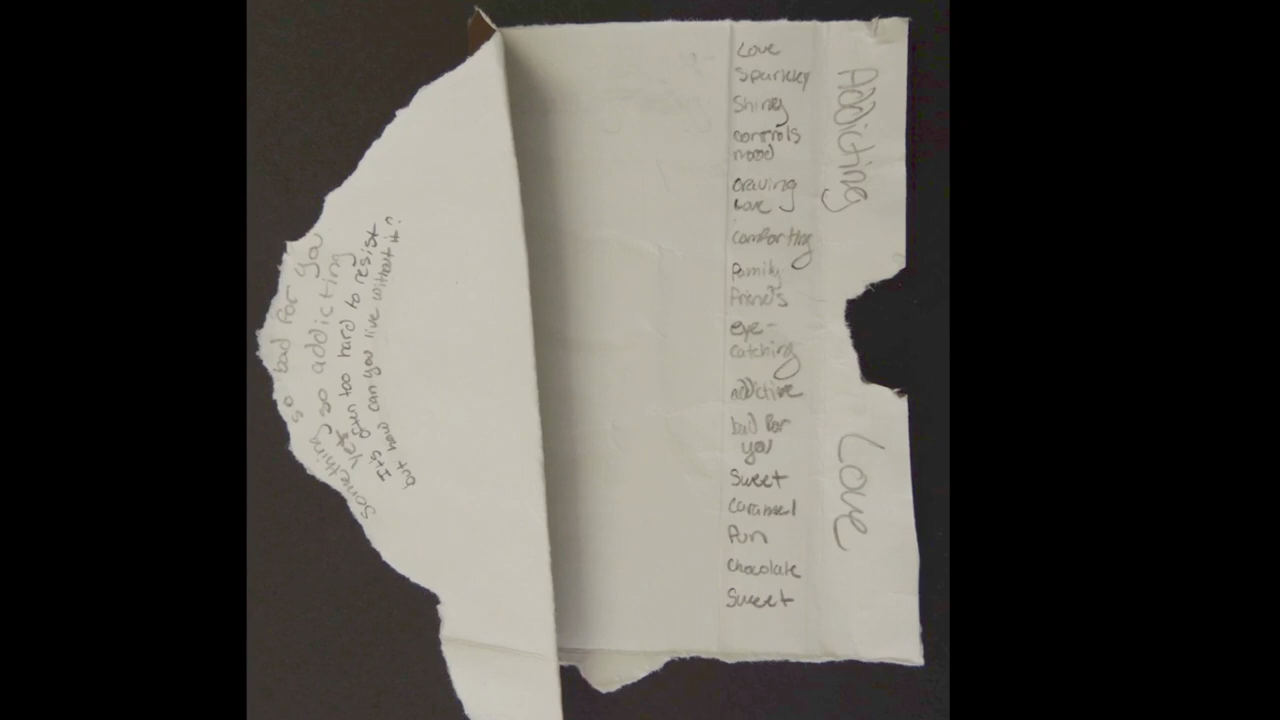 Addicting Love
Love
Sparkly
Shiny
controls
mood
craving
love
comforting
family
friends
eye-
catching
addictive
bad for
you
Sweet
caramel
Fun
Chocolate
Sweet
so bad for you
Something so addicting
yet fun too hard to resist
It's
but how can you live without it?